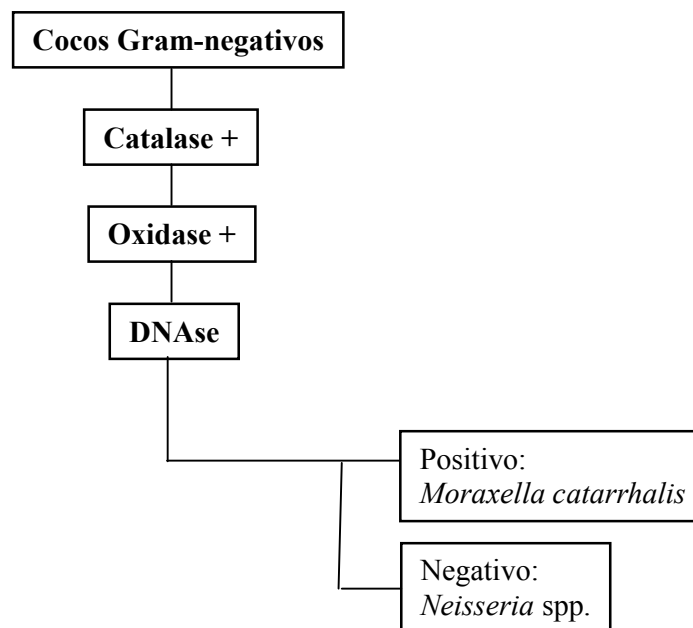 Cocos Gram-negativos
Catalase +
Oxidase +
DNAse
Positivo:
Moraxella catarrhalis
Negativo:
Neisseria spp.